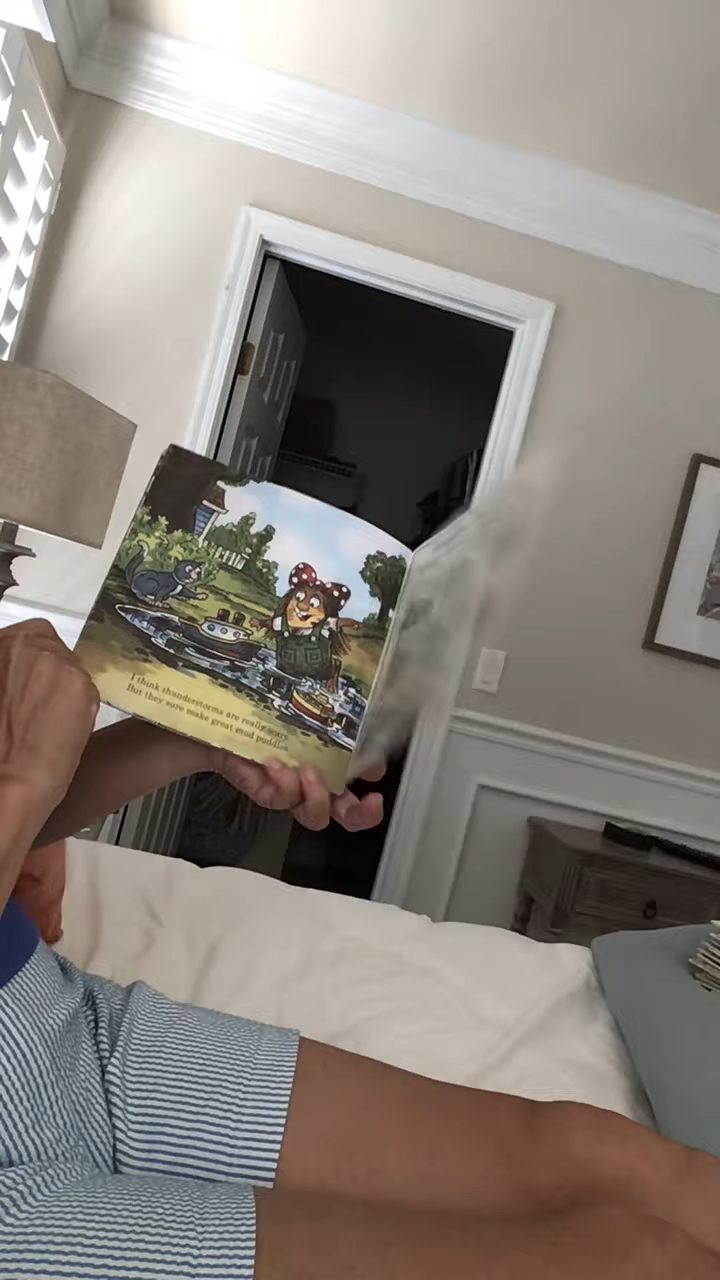 I think thunderstorms are really scary.
But they sure make great mud puddles.